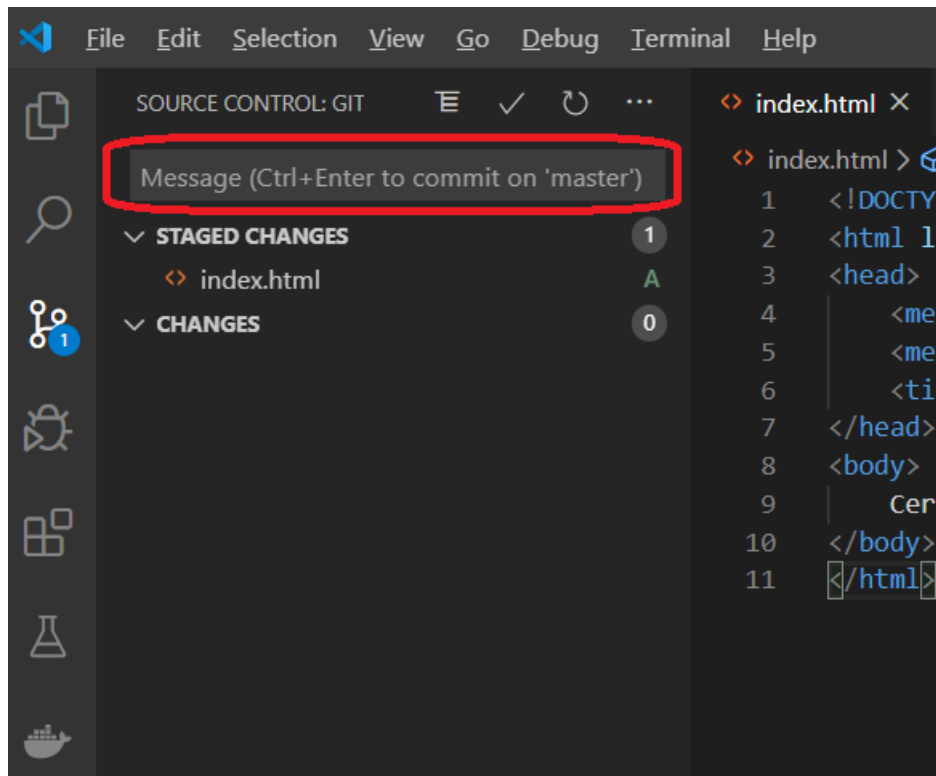 File Edit Selection View Go Debug Terminal Help
SOURCE CONTROL: GIT
Message (Ctrl+Enter to commit on 'master')
STAGED CHANGES 1
index.html A
CHANGES 0
1
index.html
index.html >
1 <!DOCTY
2 <html l
3 <head>
4 <me
5 <me
6 <ti
7 </head>
8 <body>
9 Cer
10 </body>
11 </html>